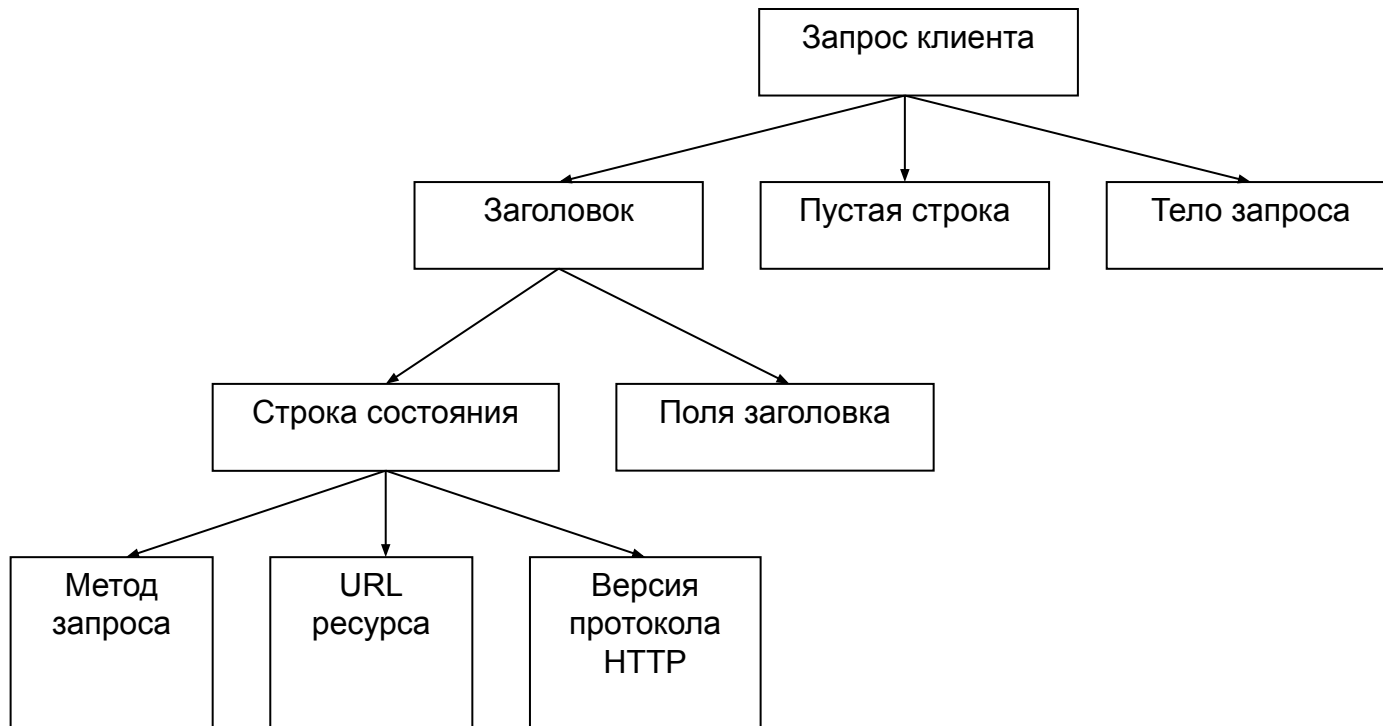 Запрос клиента
Заголовок
Пустая строка
Тело запроса
Строка состояния
Поля заголовка
Метод
запроса
URL
ресурса
Версия
протокола
HTTP